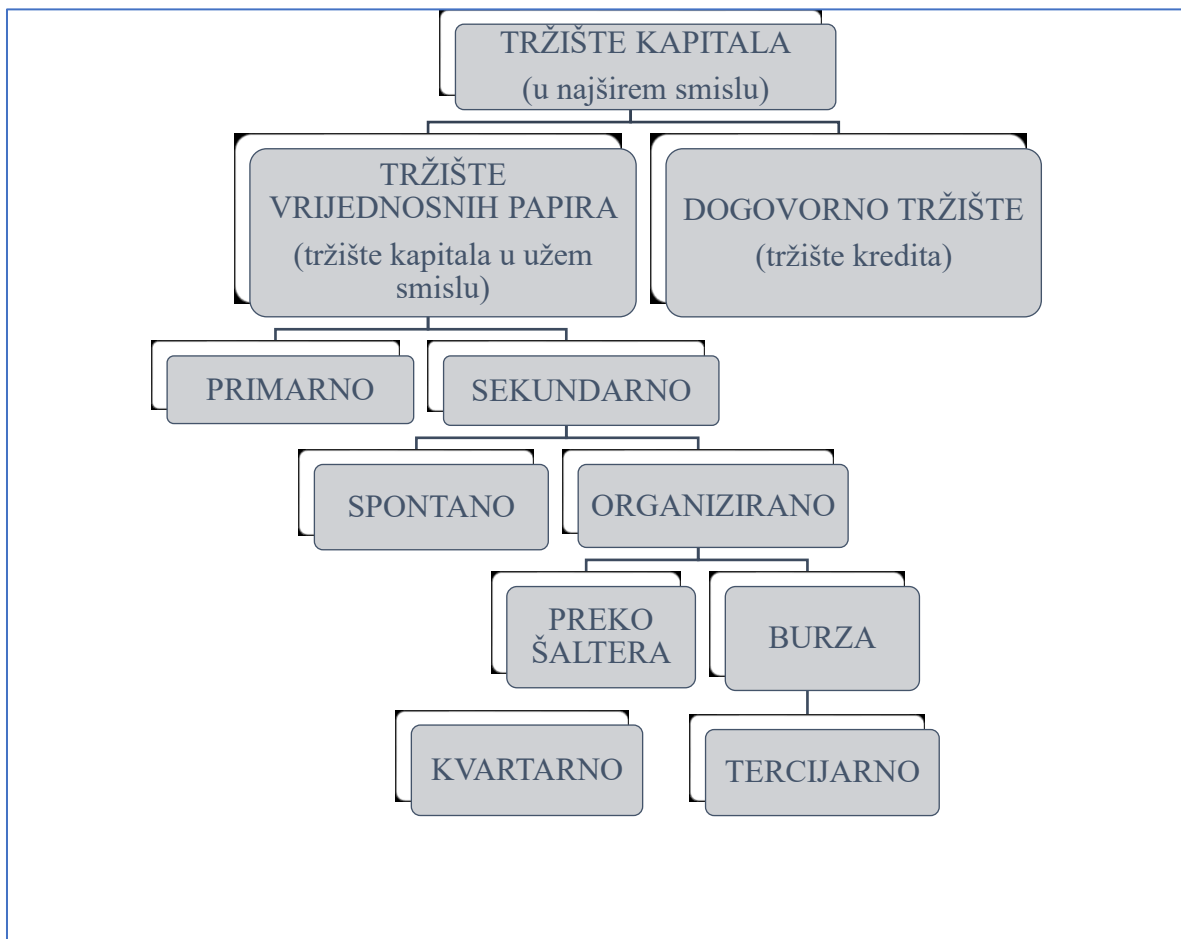 TRŽIŠTE KAPITALA
(u najširem smislu)
TRŽIŠTE
VRIJEDNOSNIH PAPIRA
(tržište kapitala u užem
smislu)
DOGOVORNO TRŽIŠTE
(tržište kredita)
PRIMARNO
SEKUNDARNO
SPONTANO
ORGANIZIRANO
PREKO
ŠALTERA
BURZA
KVARTARNO
TERCIJARNO